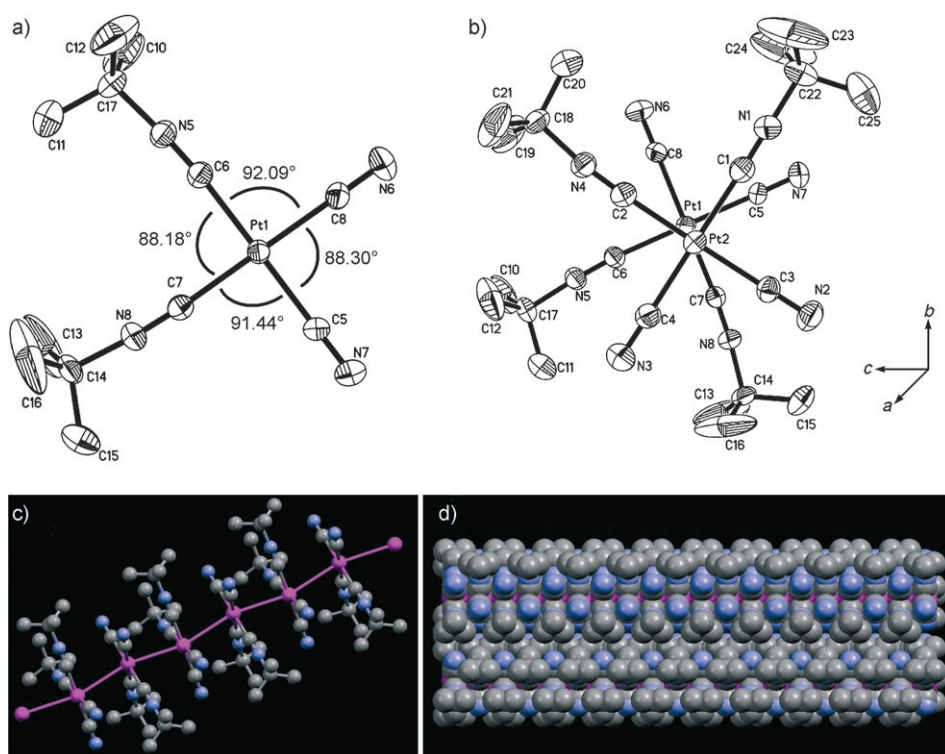 a)
C12
C10
C17
C11
N5
C6
92.09°
N6
C8
Pt1
88.18°
88.30°
C7
N8
91.44°
C5
N7
C13
C14
C16
C15
b)
C24
C23
C20
C21
N6
C22
C18
N1
C25
C19
C8
C1
N4
N7
C2
Pt1
C5
Pt2
C6
C10
N5
C3
C7
N2
C12
C17
C4
N8
C11
N3
C13
C14
C15
C16
b
c
a
c)
d)